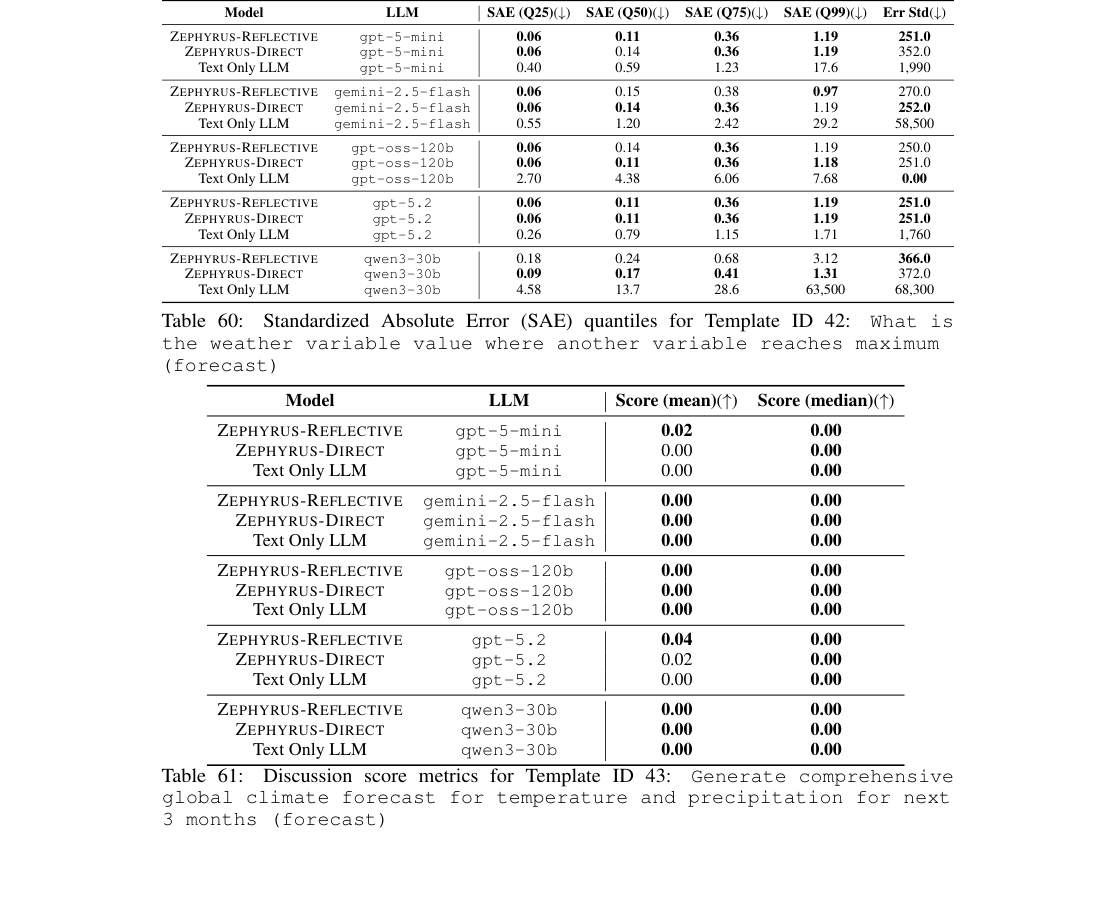 Model LLM SAE (Q25)(↓) SAE (Q50)(↓) SAE (Q75)(↓) SAE (Q99)(↓) Err Std(↓)
ZEPHYRUS-REFLECTIVE gpt-5-mini 0.06 0.11 0.36 1.19 251.0
ZEPHYRUS-DIRECT gpt-5-mini 0.06 0.14 0.36 1.19 352.0
Text Only LLM gpt-5-mini 0.40 0.59 1.23 17.6 1,990
ZEPHYRUS-REFLECTIVE gemini-2.5-flash 0.06 0.15 0.38 0.97 270.0
ZEPHYRUS-DIRECT gemini-2.5-flash 0.06 0.14 0.36 1.19 252.0
Text Only LLM gemini-2.5-flash 0.55 1.20 2.42 29.2 58,500
ZEPHYRUS-REFLECTIVE gpt-oss-120b 0.06 0.14 0.36 1.19 250.0
ZEPHYRUS-DIRECT gpt-oss-120b 0.06 0.11 0.36 1.18 251.0
Text Only LLM gpt-oss-120b 2.70 4.38 6.06 7.68 0.00
ZEPHYRUS-REFLECTIVE gpt-5.2 0.06 0.11 0.36 1.19 251.0
ZEPHYRUS-DIRECT gpt-5.2 0.06 0.11 0.36 1.19 251.0
Text Only LLM gpt-5.2 0.26 0.79 1.15 1.71 1,760
ZEPHYRUS-REFLECTIVE qwen3-30b 0.18 0.24 0.68 3.12 366.0
ZEPHYRUS-DIRECT qwen3-30b 0.09 0.17 0.41 1.31 372.0
Text Only LLM qwen3-30b 4.58 13.7 28.6 63,500 68,300
Table 60: Standardized Absolute Error (SAE) quantiles for Template ID 42: What is
the weather variable value where another variable reaches maximum
(forecast)
Model LLM Score (mean)(↑) Score (median)(↑)
ZEPHYRUS-REFLECTIVE gpt-5-mini 0.02 0.00
ZEPHYRUS-DIRECT gpt-5-mini 0.00 0.00
Text Only LLM gpt-5-mini 0.00 0.00
ZEPHYRUS-REFLECTIVE gemini-2.5-flash 0.00 0.00
ZEPHYRUS-DIRECT gemini-2.5-flash 0.00 0.00
Text Only LLM gemini-2.5-flash 0.00 0.00
ZEPHYRUS-REFLECTIVE gpt-oss-120b 0.00 0.00
ZEPHYRUS-DIRECT gpt-oss-120b 0.00 0.00
Text Only LLM gpt-oss-120b 0.00 0.00
ZEPHYRUS-REFLECTIVE gpt-5.2 0.04 0.00
ZEPHYRUS-DIRECT gpt-5.2 0.02 0.00
Text Only LLM gpt-5.2 0.00 0.00
ZEPHYRUS-REFLECTIVE qwen3-30b 0.00 0.00
ZEPHYRUS-DIRECT qwen3-30b 0.00 0.00
Text Only LLM qwen3-30b 0.00 0.00
Table 61: Discussion score metrics for Template ID 43: Generate comprehensive
global climate forecast for temperature and precipitation for next
3 months (forecast)